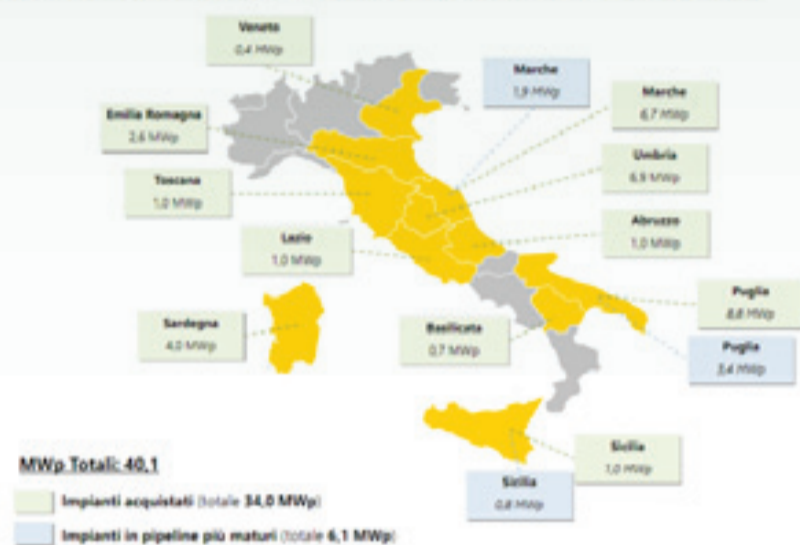 Veneto
0,4 MWp
Marche
1,9 MWp
Marche
6,7 MWp
Emilia Romagna
2,6 MWp
Umbria
6,9 MWp
Toscana
1,0 MWp
Abruzzo
1,0 MWp
Lazio
1,0 MWp
Puglia
8,8 MWp
Sardegna
4,0 MWp
Basilicata
0,7 MWp
Puglia
3,4 MWp
Sicilia
1,0 MWp
Sicilia
0,8 MWp
MWp Totali: 40,1
Impianti acquistati (totale 34,0 MWp)
Impianti in pipeline più maturi (totale 6,1 MWp)